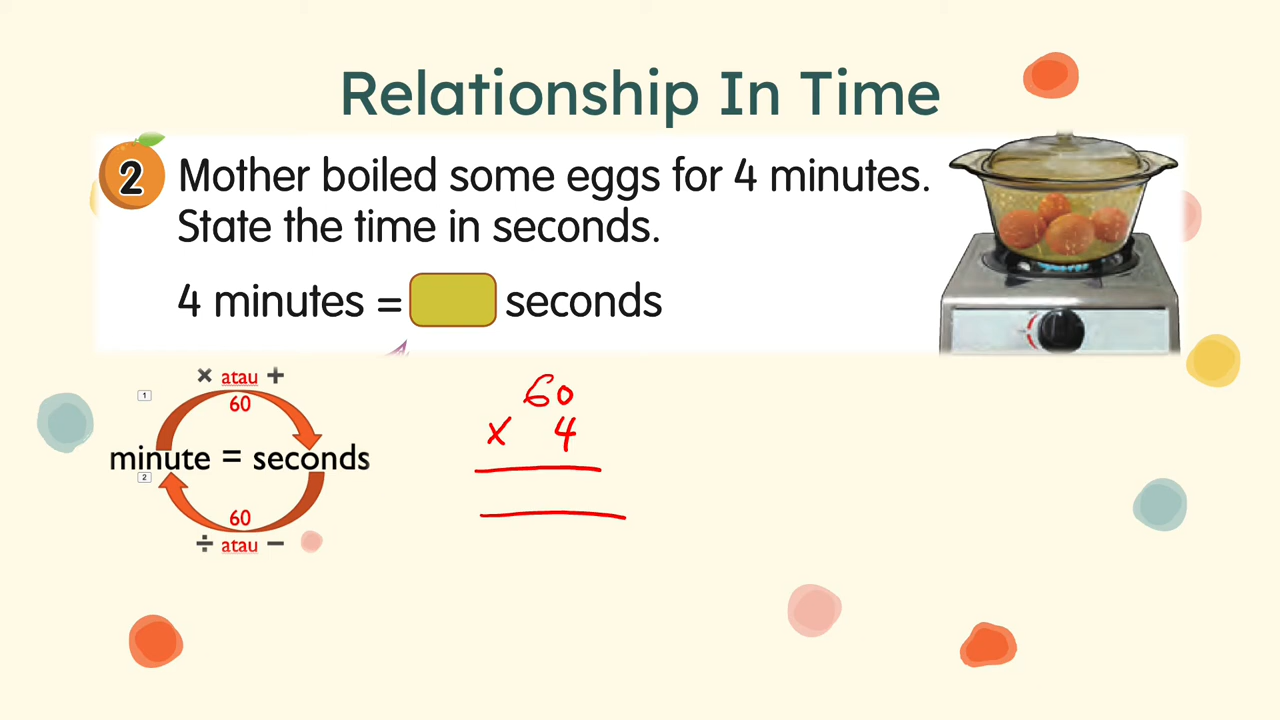 Relationship In Time
2 Mother boiled some eggs for 4 minutes.
State the time in seconds.
4 minutes = seconds
× atau +
60
1
minute = seconds
2
60
÷ atau −
60
× 4